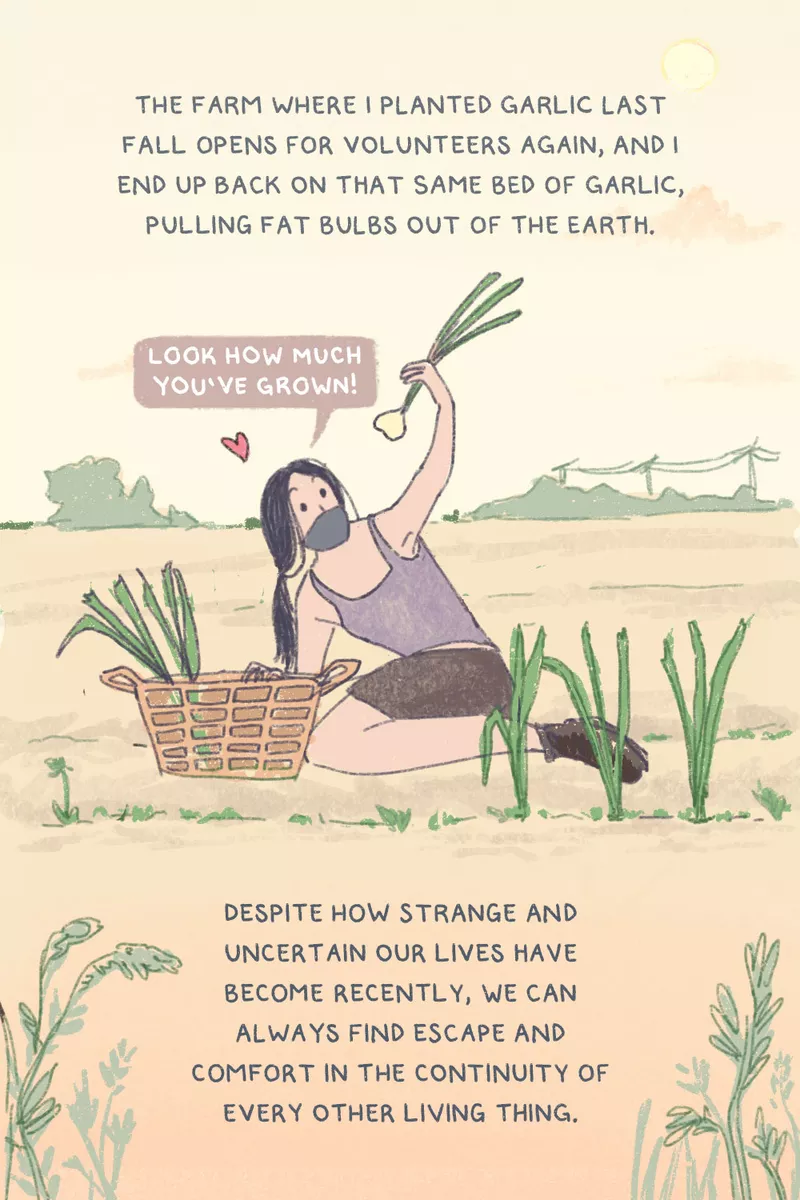 THE FARM WHERE I PLANTED GARLIC LAST
FALL OPENS FOR VOLUNTEERS AGAIN, AND I
END UP BACK ON THAT SAME BED OF GARLIC,
PULLING FAT BULBS OUT OF THE EARTH.
LOOK HOW MUCH
YOU'VE GROWN!
DESPITE HOW STRANGE AND
UNCERTAIN OUR LIVES HAVE
BECOME RECENTLY, WE CAN
ALWAYS FIND ESCAPE AND
COMFORT IN THE CONTINUITY OF
EVERY OTHER LIVING THING.